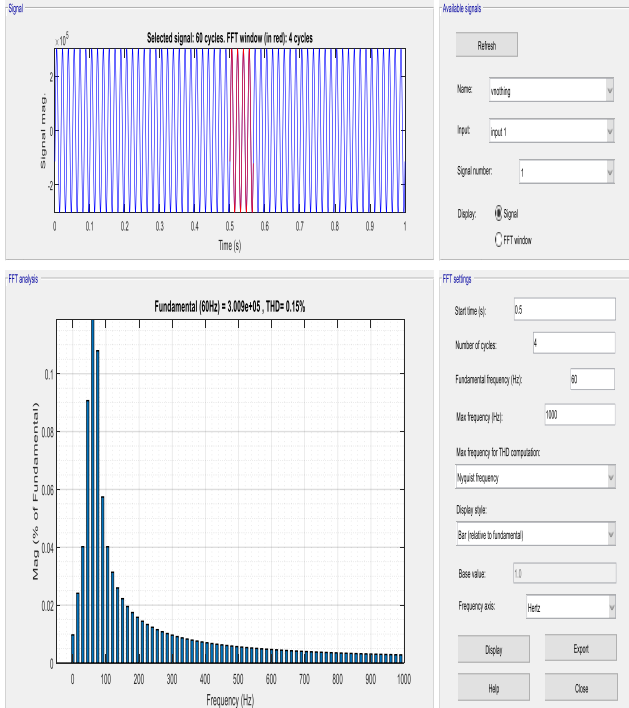 Signal
×10⁵
Selected signal: 60 cycles. FFT window (in red): 4 cycles
Signal mag.
2
0
-2
0 0.1 0.2 0.3 0.4 0.5 0.6 0.7 0.8 0.9 1
Time (s)
Available signals
Refresh
Name: vnothing
Input: input 1
Signal number: 1
Display: Signal
FFT window
FFT analysis
Fundamental (60Hz) = 3.009e+05 , THD= 0.15%
Mag (% of Fundamental)
0.1
0.08
0.06
0.04
0.02
0
0 100 200 300 400 500 600 700 800 900 1000
Frequency (Hz)
FFT settings
Start time (s): 0.5
Number of cycles: 4
Fundamental frequency (Hz): 60
Max frequency (Hz): 1000
Max frequency for THD computation:
Nyquist frequency
Display style:
Bar (relative to fundamental)
Base value: 1.0
Frequency axis: Hertz
Display Export
Help Close